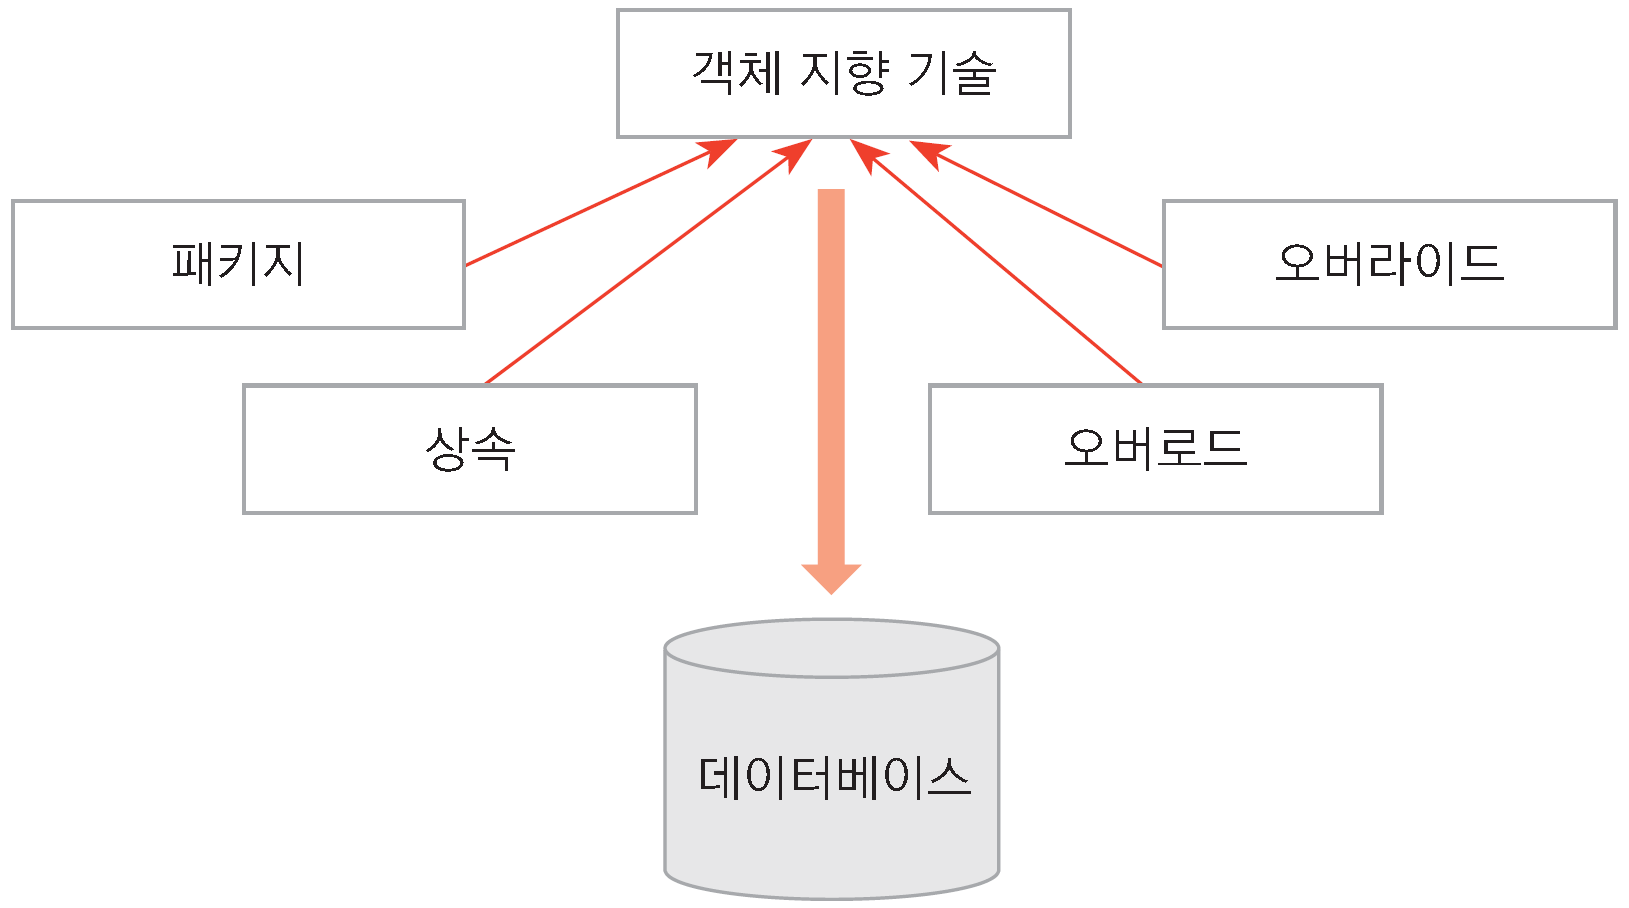 객체 지향 기술
패키지
오버라이드
상속
오버로드
데이터베이스